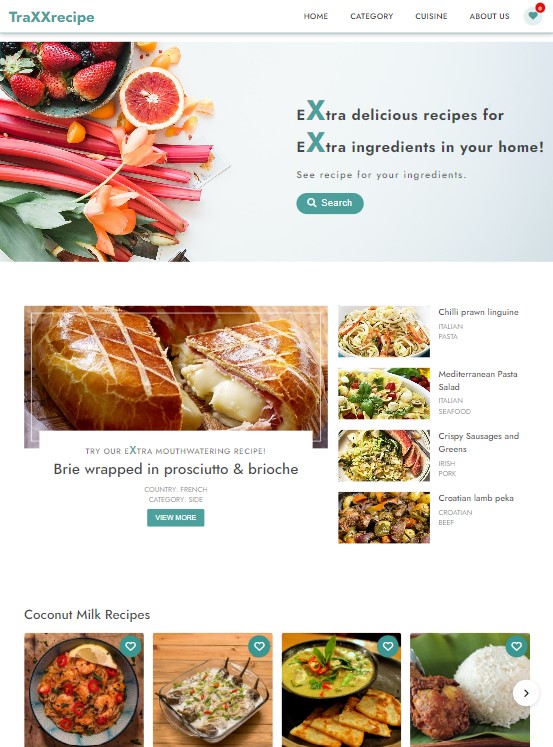 TraXXrecipe
HOME CATEGORY CUISINE ABOUT US
0
EXtra delicious recipes for
EXtra ingredients in your home!
See recipe for your ingredients.
Search
TRY OUR EXTRA MOUTHWATERING RECIPE!
Brie wrapped in prosciutto & brioche
COUNTRY: FRENCH
CATEGORY: SIDE
VIEW MORE
Chilli prawn linguine
ITALIAN
PASTA
Mediterranean Pasta
Salad
ITALIAN
SEAFOOD
Crispy Sausages and
Greens
IRISH
PORK
Croatian lamb peka
CROATIAN
BEEF
Coconut Milk Recipes